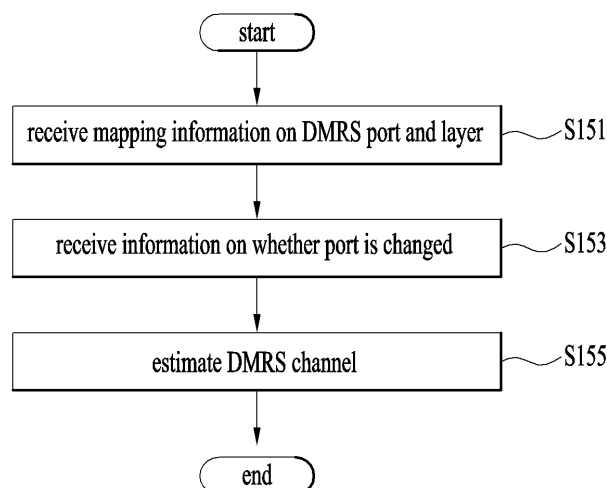 start
receive mapping information on DMRS port and layer
S151
receive information on whether port is changed
S153
estimate DMRS channel
S155
end